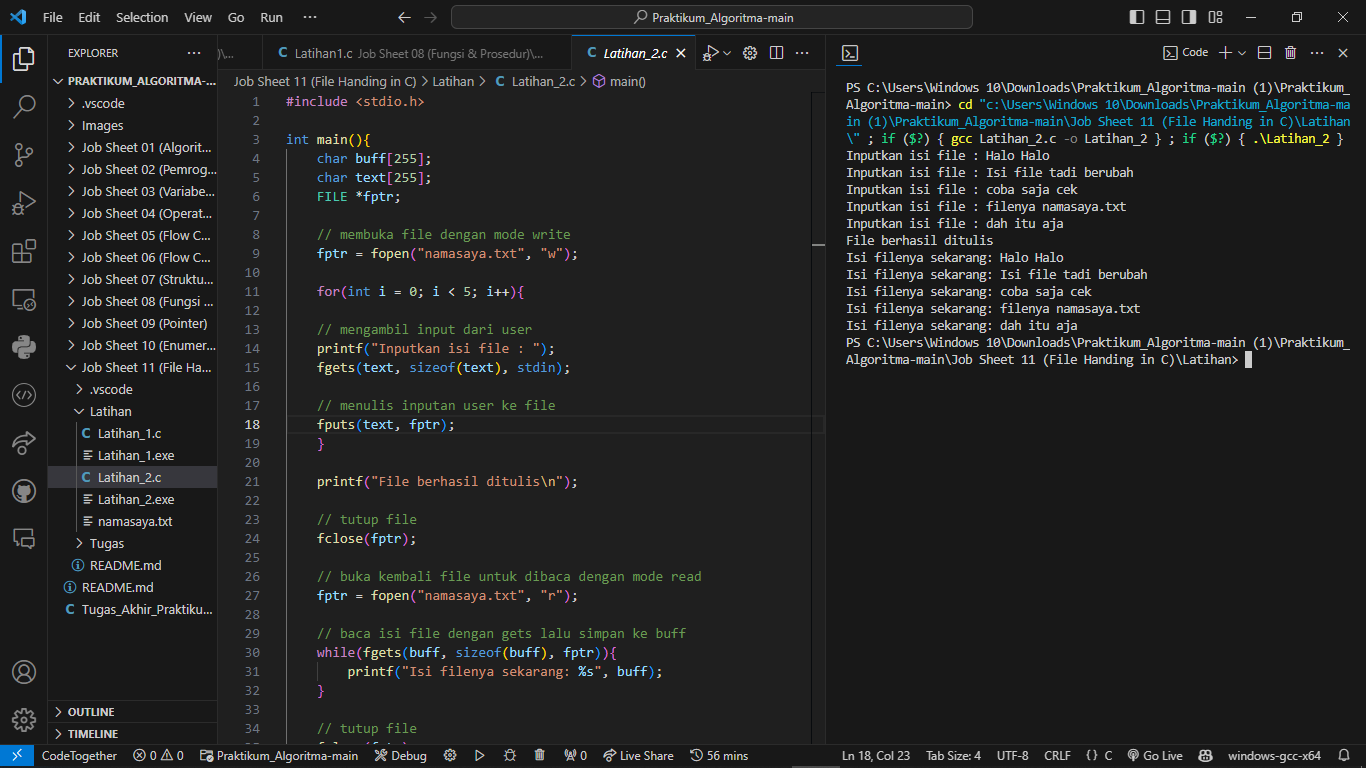 File Edit Selection View Go Run ··· Praktikum_Algoritma-main
EXPLORER ···
PRAKTIKUM_ALGORITMA-...
.vscode
Images
Job Sheet 01 (Algorit...
Job Sheet 02 (Pemrog...
Job Sheet 03 (Variabe...
Job Sheet 04 (Operat...
Job Sheet 05 (Flow C...
Job Sheet 06 (Flow C...
Job Sheet 07 (Struktu...
Job Sheet 08 (Fungsi ...
Job Sheet 09 (Pointer)
Job Sheet 10 (Enumer...
Job Sheet 11 (File Ha...
.vscode
Latihan
C Latihan_1.c
Latihan_1.exe
C Latihan_2.c
Latihan_2.exe
namasaya.txt
Tugas
README.md
README.md
C Tugas_Akhir_Praktiku...
OUTLINE
TIMELINE
)\... C Latihan1.c Job Sheet 08 (Fungsi & Prosedur)\... C Latihan_2.c
Job Sheet 11 (File Handing in C) > Latihan > C Latihan_2.c > main()
1 #include <stdio.h>
2
3 int main(){
4 char buff[255];
5 char text[255];
6 FILE *fptr;
7
8 // membuka file dengan mode write
9 fptr = fopen("namasaya.txt", "w");
10
11 for(int i = 0; i < 5; i++){
12
13 // mengambil input dari user
14 printf("Inputkan isi file : ");
15 fgets(text, sizeof(text), stdin);
16
17 // menulis inputan user ke file
18 fputs(text, fptr);
19 }
20
21 printf("File berhasil ditulis\n");
22
23 // tutup file
24 fclose(fptr);
25
26 // buka kembali file untuk dibaca dengan mode read
27 fptr = fopen("namasaya.txt", "r");
28
29 // baca isi file dengan gets lalu simpan ke buff
30 while(fgets(buff, sizeof(buff), fptr)){
31 printf("Isi filenya sekarang: %s", buff);
32 }
33
34 // tutup file
Code
PS C:\Users\Windows 10\Downloads\Praktikum_Algoritma-main (1)\Praktikum_
Algoritma-main> cd "c:\Users\Windows 10\Downloads\Praktikum_Algoritma-ma
in (1)\Praktikum_Algoritma-main\Job Sheet 11 (File Handing in C)\Latihan
\" ; if ($?) { gcc Latihan_2.c -o Latihan_2 } ; if ($?) { .\Latihan_2 }
Inputkan isi file : Halo Halo
Inputkan isi file : Isi file tadi berubah
Inputkan isi file : coba saja cek
Inputkan isi file : filenya namasaya.txt
Inputkan isi file : dah itu aja
File berhasil ditulis
Isi filenya sekarang: Halo Halo
Isi filenya sekarang: Isi file tadi berubah
Isi filenya sekarang: coba saja cek
Isi filenya sekarang: filenya namasaya.txt
Isi filenya sekarang: dah itu aja
PS C:\Users\Windows 10\Downloads\Praktikum_Algoritma-main (1)\Praktikum_
Algoritma-main\Job Sheet 11 (File Handing in C)\Latihan>
CodeTogether 0 0 Praktikum_Algoritma-main Debug 0 Live Share 56 mins Ln 18, Col 23 Tab Size: 4 UTF-8 CRLF {} C Go Live windows-gcc-x64